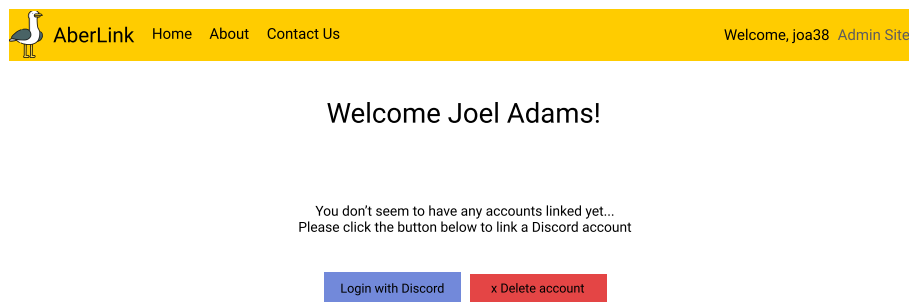 AberLink Home About Contact Us Welcome, joa38 Admin Site
Welcome Joel Adams!
You don’t seem to have any accounts linked yet...
Please click the button below to link a Discord account
Login with Discord x Delete account